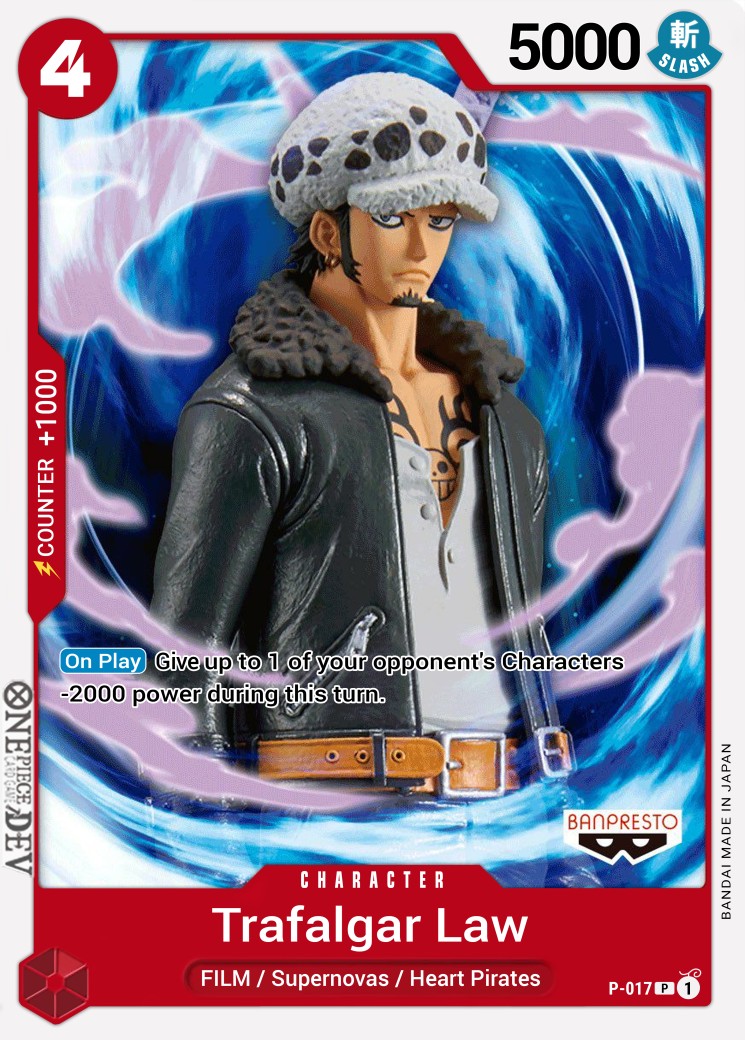 4
5000
斬
SLASH
COUNTER +1000
On Play Give up to 1 of your opponent's Characters
-2000 power during this turn.
ONE PIECE
CARD GAME
.DEV
BANPRESTO
BANDAI MADE IN JAPAN
CHARACTER
Trafalgar Law
FILM / Supernovas / Heart Pirates
P-017 P 1